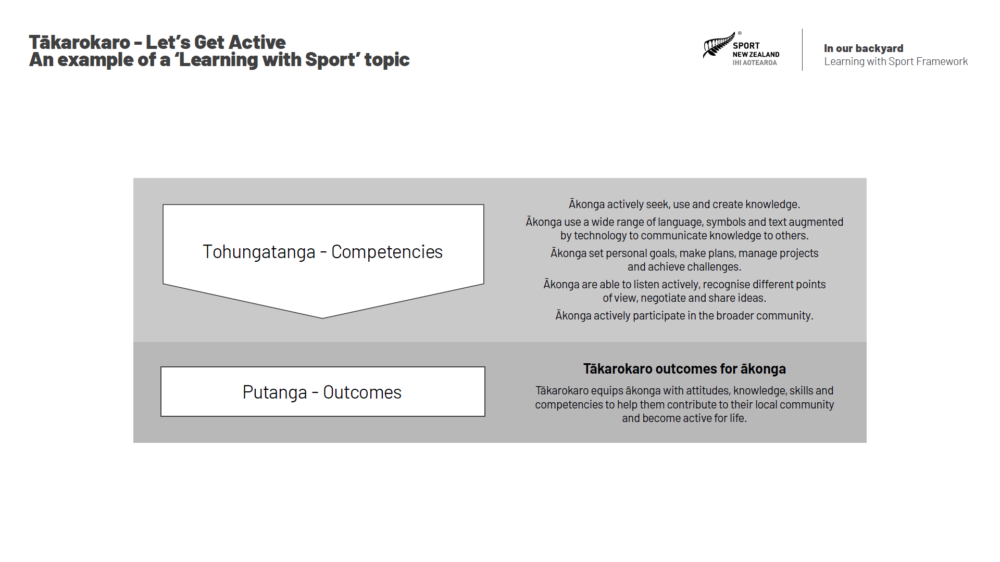 Tākarokaro - Let’s Get Active
An example of a ‘Learning with Sport’ topic
SPORT
NEW ZEALAND
IHI AOTEAROA
In our backyard
Learning with Sport Framework
Tohungatanga - Competencies
Ākonga actively seek, use and create knowledge.
Ākonga use a wide range of language, symbols and text augmented
by technology to communicate knowledge to others.
Ākonga set personal goals, make plans, manage projects
and achieve challenges.
Ākonga are able to listen actively, recognise different points
of view, negotiate and share ideas.
Ākonga actively participate in the broader community.
Putanga - Outcomes
Tākarokaro outcomes for ākonga
Tākarokaro equips ākonga with attitudes, knowledge, skills and
competencies to help them contribute to their local community
and become active for life.